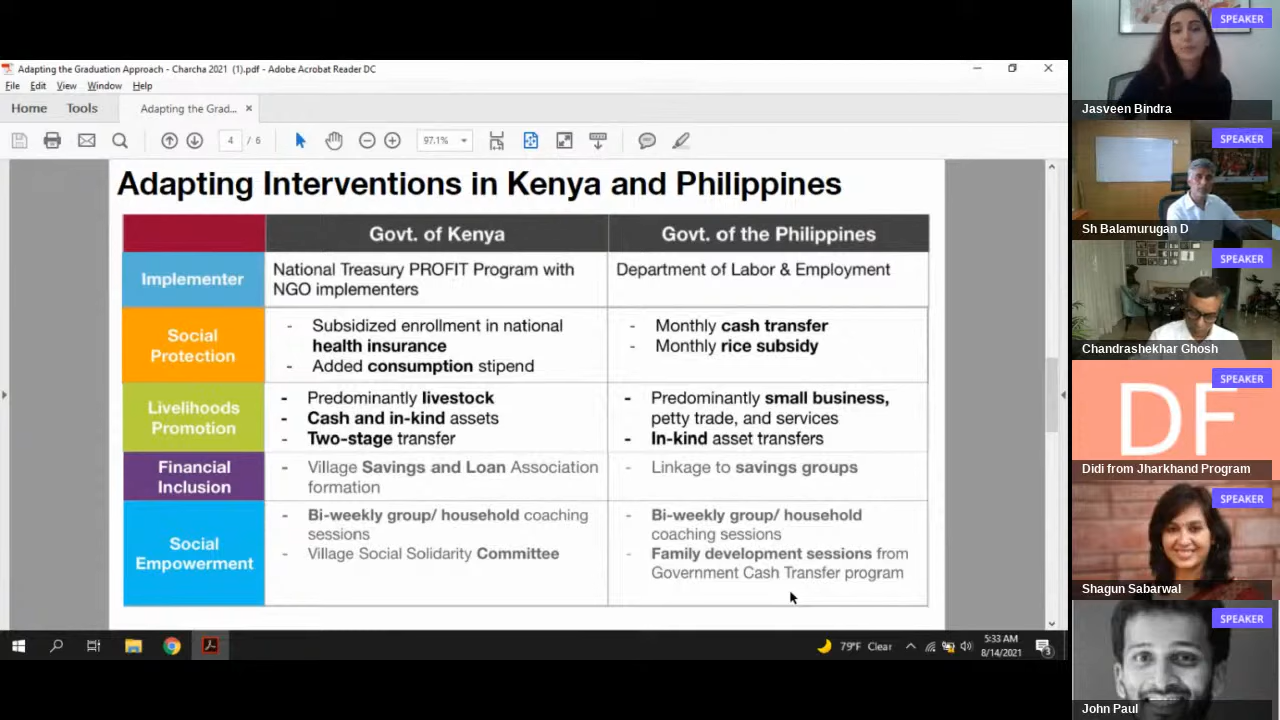 Adapting the Graduation Approach - Charcha 2021 (1).pdf - Adobe Acrobat Reader DC
File Edit View Window Help
Home Tools Adapting the Grad... ×
4 / 6 97.1%
Adapting Interventions in Kenya and Philippines
Govt. of Kenya Govt. of the Philippines
Implementer
National Treasury PROFIT Program with
NGO implementers
Department of Labor & Employment
Social
Protection
- Subsidized enrollment in national
health insurance
- Added consumption stipend
- Monthly cash transfer
- Monthly rice subsidy
Livelihoods
Promotion
- Predominantly livestock
- Cash and in-kind assets
- Two-stage transfer
- Predominantly small business,
petty trade, and services
- In-kind asset transfers
Financial
Inclusion
- Village Savings and Loan Association
formation
- Linkage to savings groups
Social
Empowerment
- Bi-weekly group/ household coaching
sessions
- Village Social Solidarity Committee
- Bi-weekly group/ household
coaching sessions
- Family development sessions from
Government Cash Transfer program
79°F Clear
5:33 AM
8/14/2021
3
SPEAKER
Jasveen Bindra
SPEAKER
Sh Balamurugan D
SPEAKER
Chandrashekhar Ghosh
SPEAKER
DF
Didi from Jharkhand Program
SPEAKER
Shagun Sabarwal
SPEAKER
John Paul